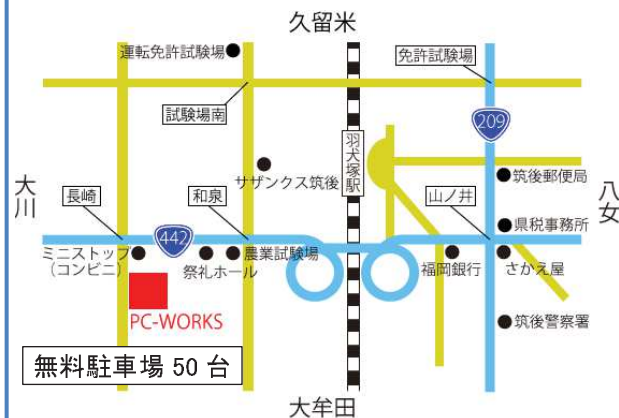 久留米
運転免許試験場
免許試験場
試験場南
209
羽犬塚駅
サザンクス筑後
筑後郵便局
大川
長崎
和泉
山ノ井
八女
県税事務所
442
ミニストップ
(コンビニ)
祭礼ホール
農業試験場
福岡銀行
さかえ屋
PC-WORKS
筑後警察署
無料駐車場 50 台
大牟田